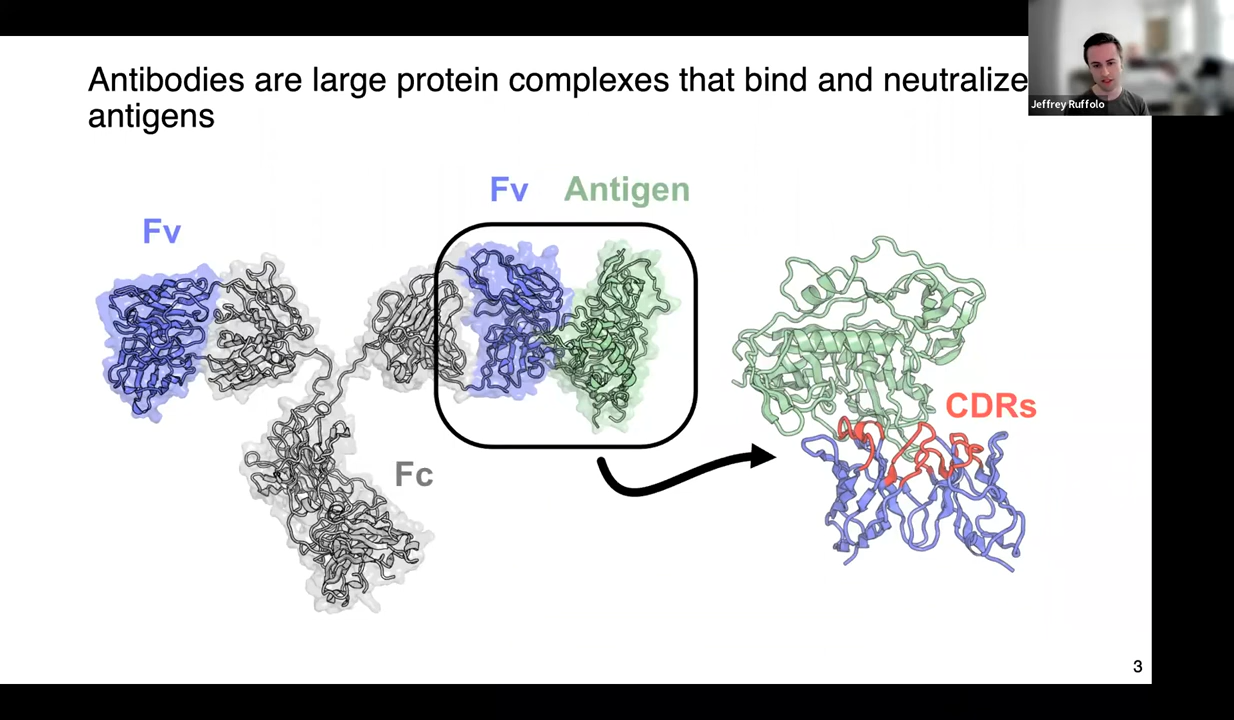 Antibodies are large protein complexes that bind and neutralize
antigens
Jeffrey Ruffolo
Fv
Antigen
Fv
CDRs
Fc
3